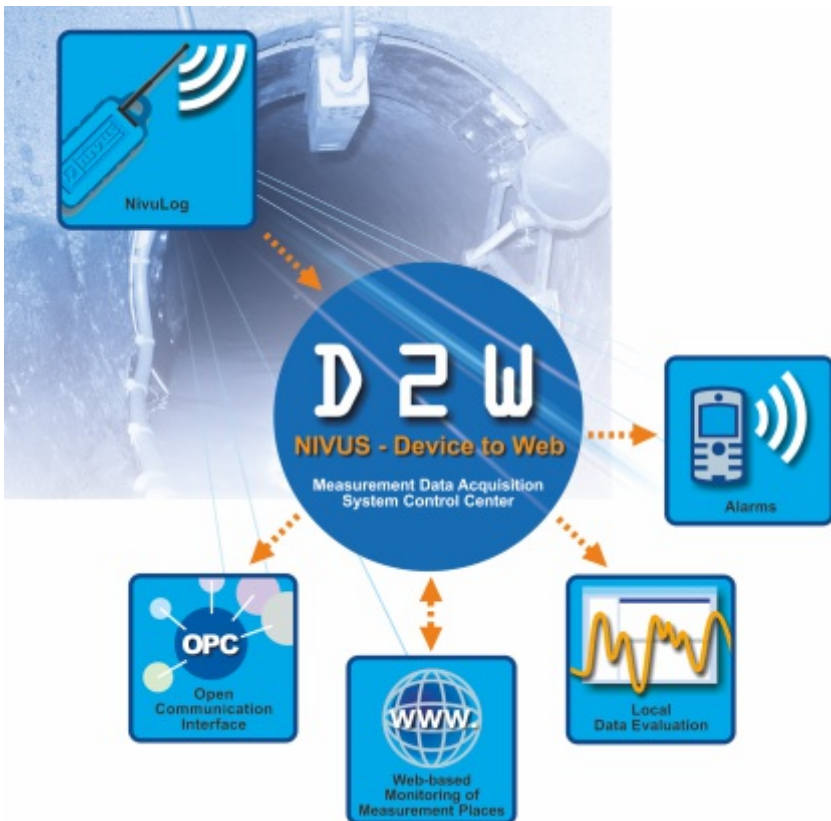 nivus
NivuLog
D2W
NIVUS - Device to Web
Measurement Data Acquisition
System Control Center
Alarms
OPC
Open
Communication
Interface
www.
Web-based
Monitoring of
Measurement Places
Local
Data Evaluation